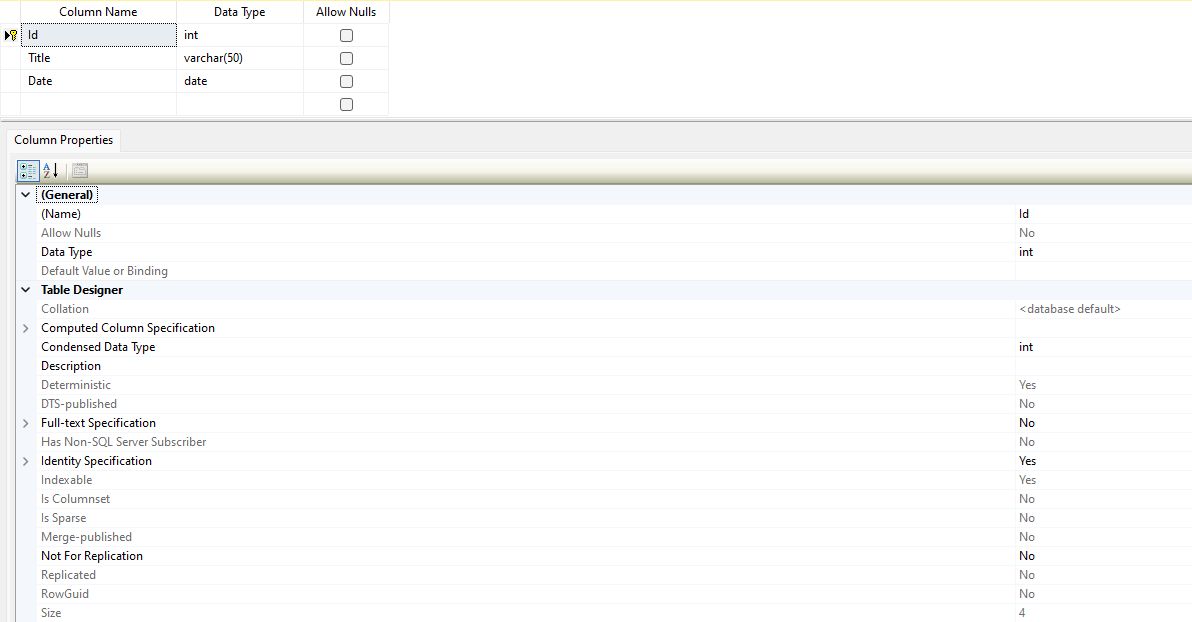 Column Name Data Type Allow Nulls
Id int
Title varchar(50)
Date date
Column Properties
A Z
(General)
(Name) Id
Allow Nulls No
Data Type int
Default Value or Binding
Table Designer
Collation <database default>
Computed Column Specification
Condensed Data Type int
Description
Deterministic Yes
DTS-published No
Full-text Specification No
Has Non-SQL Server Subscriber No
Identity Specification Yes
Indexable Yes
Is Columnset No
Is Sparse No
Merge-published No
Not For Replication No
Replicated No
RowGuid No
Size 4